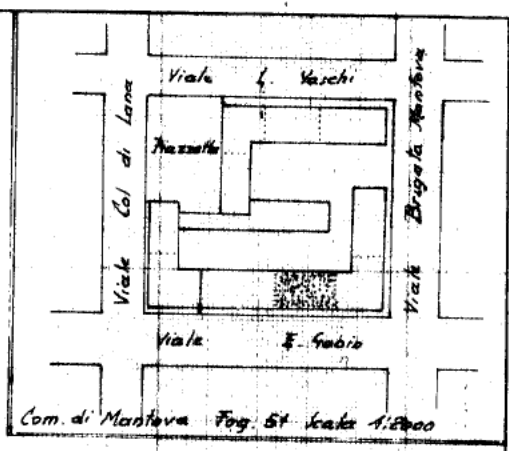 Viale L. Vaschi
Viale Col di Lana
Piazzetta
Viale Brigata Mantova
Viale E. Gobio
Com. di Mantova Fog. 51 scala 1:2000